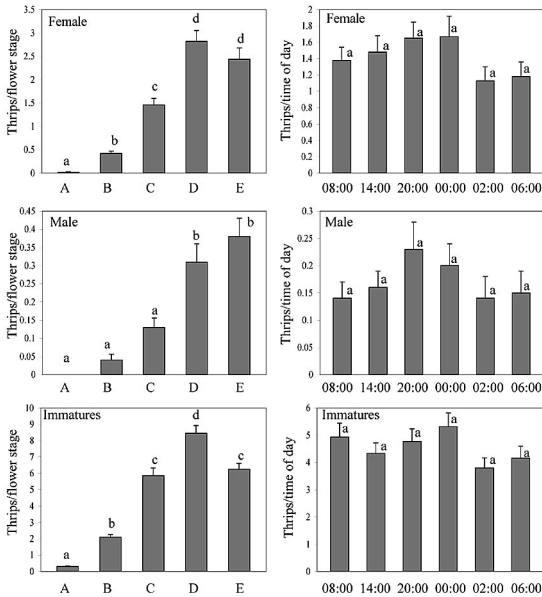 Female
Thrips/flower stage
3.5
3
2.5
2
1.5
1
0.5
0
a
b
c
d
d
A B C D E
Female
Thrips/time of day
2
1.8
1.6
1.4
1.2
1
0.8
0.6
0.4
0.2
0
a a a a a a
08:00 14:00 20:00 00:00 02:00 06:00
Male
Thrips/flower stage
0.45
0.4
0.35
0.3
0.25
0.2
0.15
0.1
0.05
0
a
a
a
b
b
A B C D E
Male
Thrips/time of day
0.3
0.25
0.2
0.15
0.1
0.05
0
a a a a a a
08:00 14:00 20:00 00:00 02:00 06:00
Immatures
Thrips/flower stage
10
9
8
7
6
5
4
3
2
1
0
a
b
c
d
c
A B C D E
Immatures
Thrips/time of day
6
5
4
3
2
1
0
a a a a a a
08:00 14:00 20:00 00:00 02:00 06:00